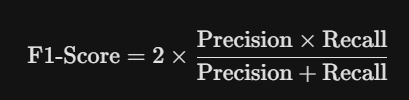 F1-Score = 2 × Precision × Recall / Precision + Recall